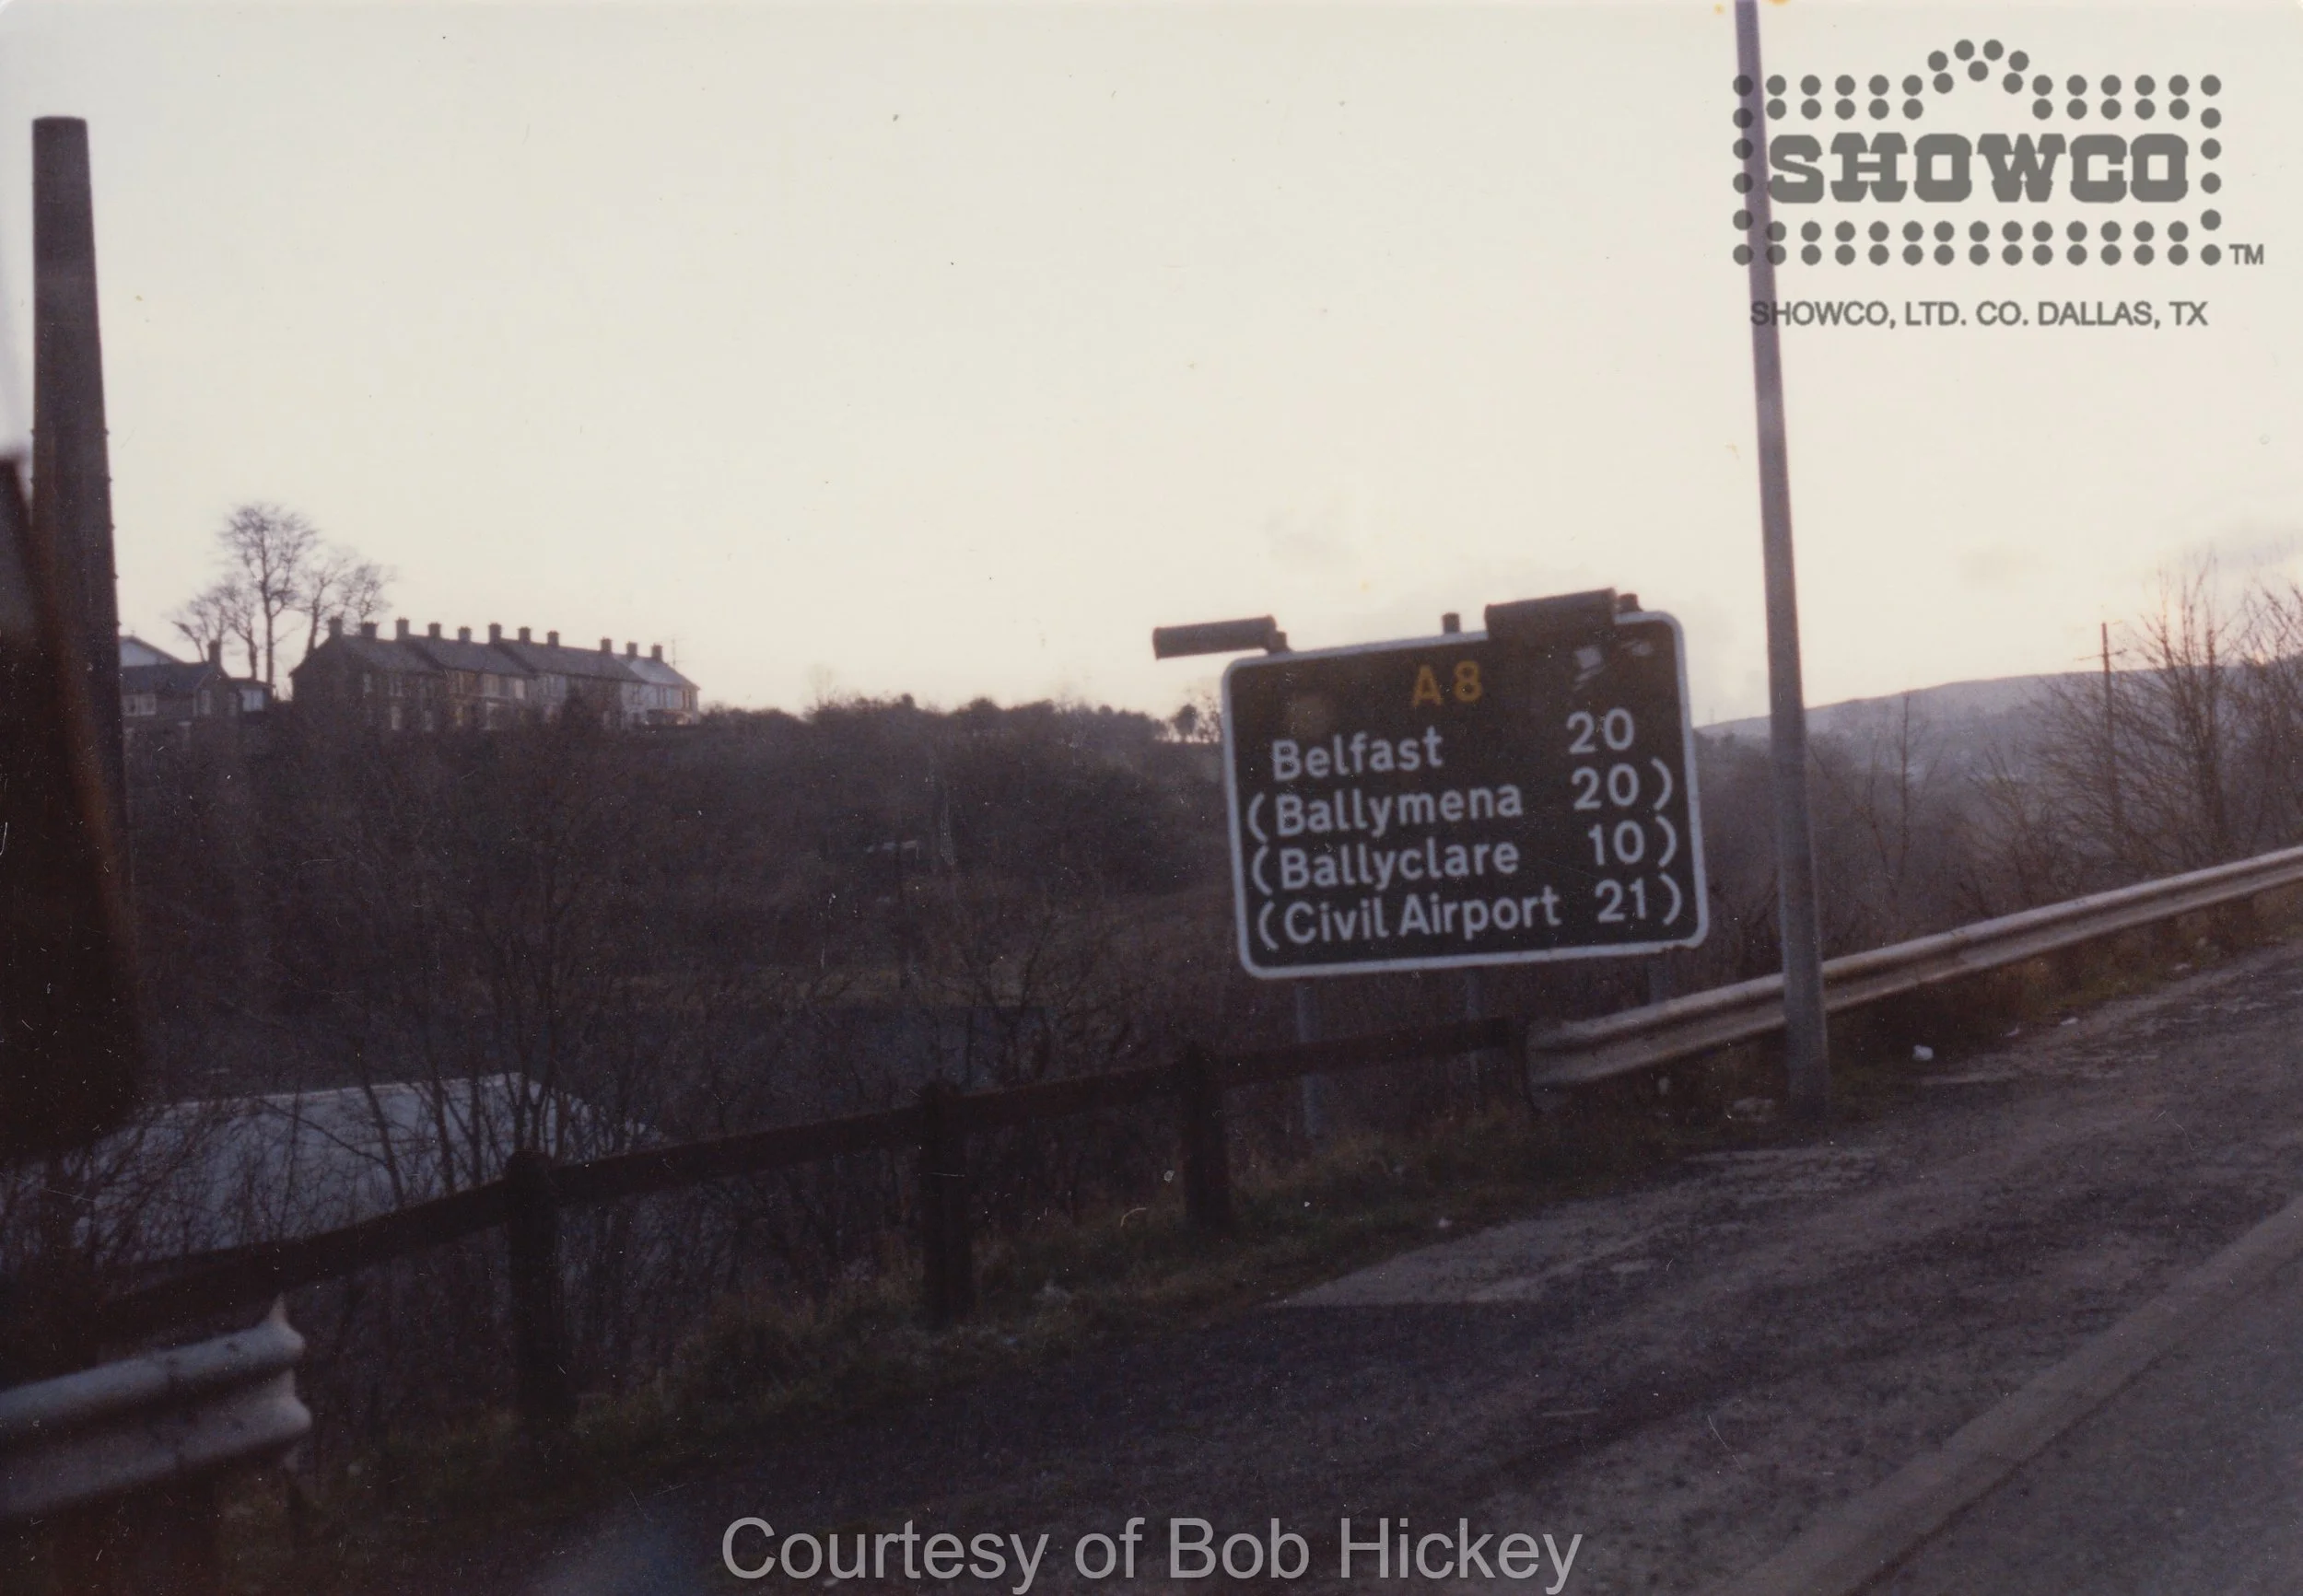 SHOWCO
TM
SHOWCO, LTD. CO. DALLAS, TX
A8
Belfast 20
(Ballymena 20)
(Ballyclare 10)
(Civil Airport 21)
Courtesy of Bob Hickey